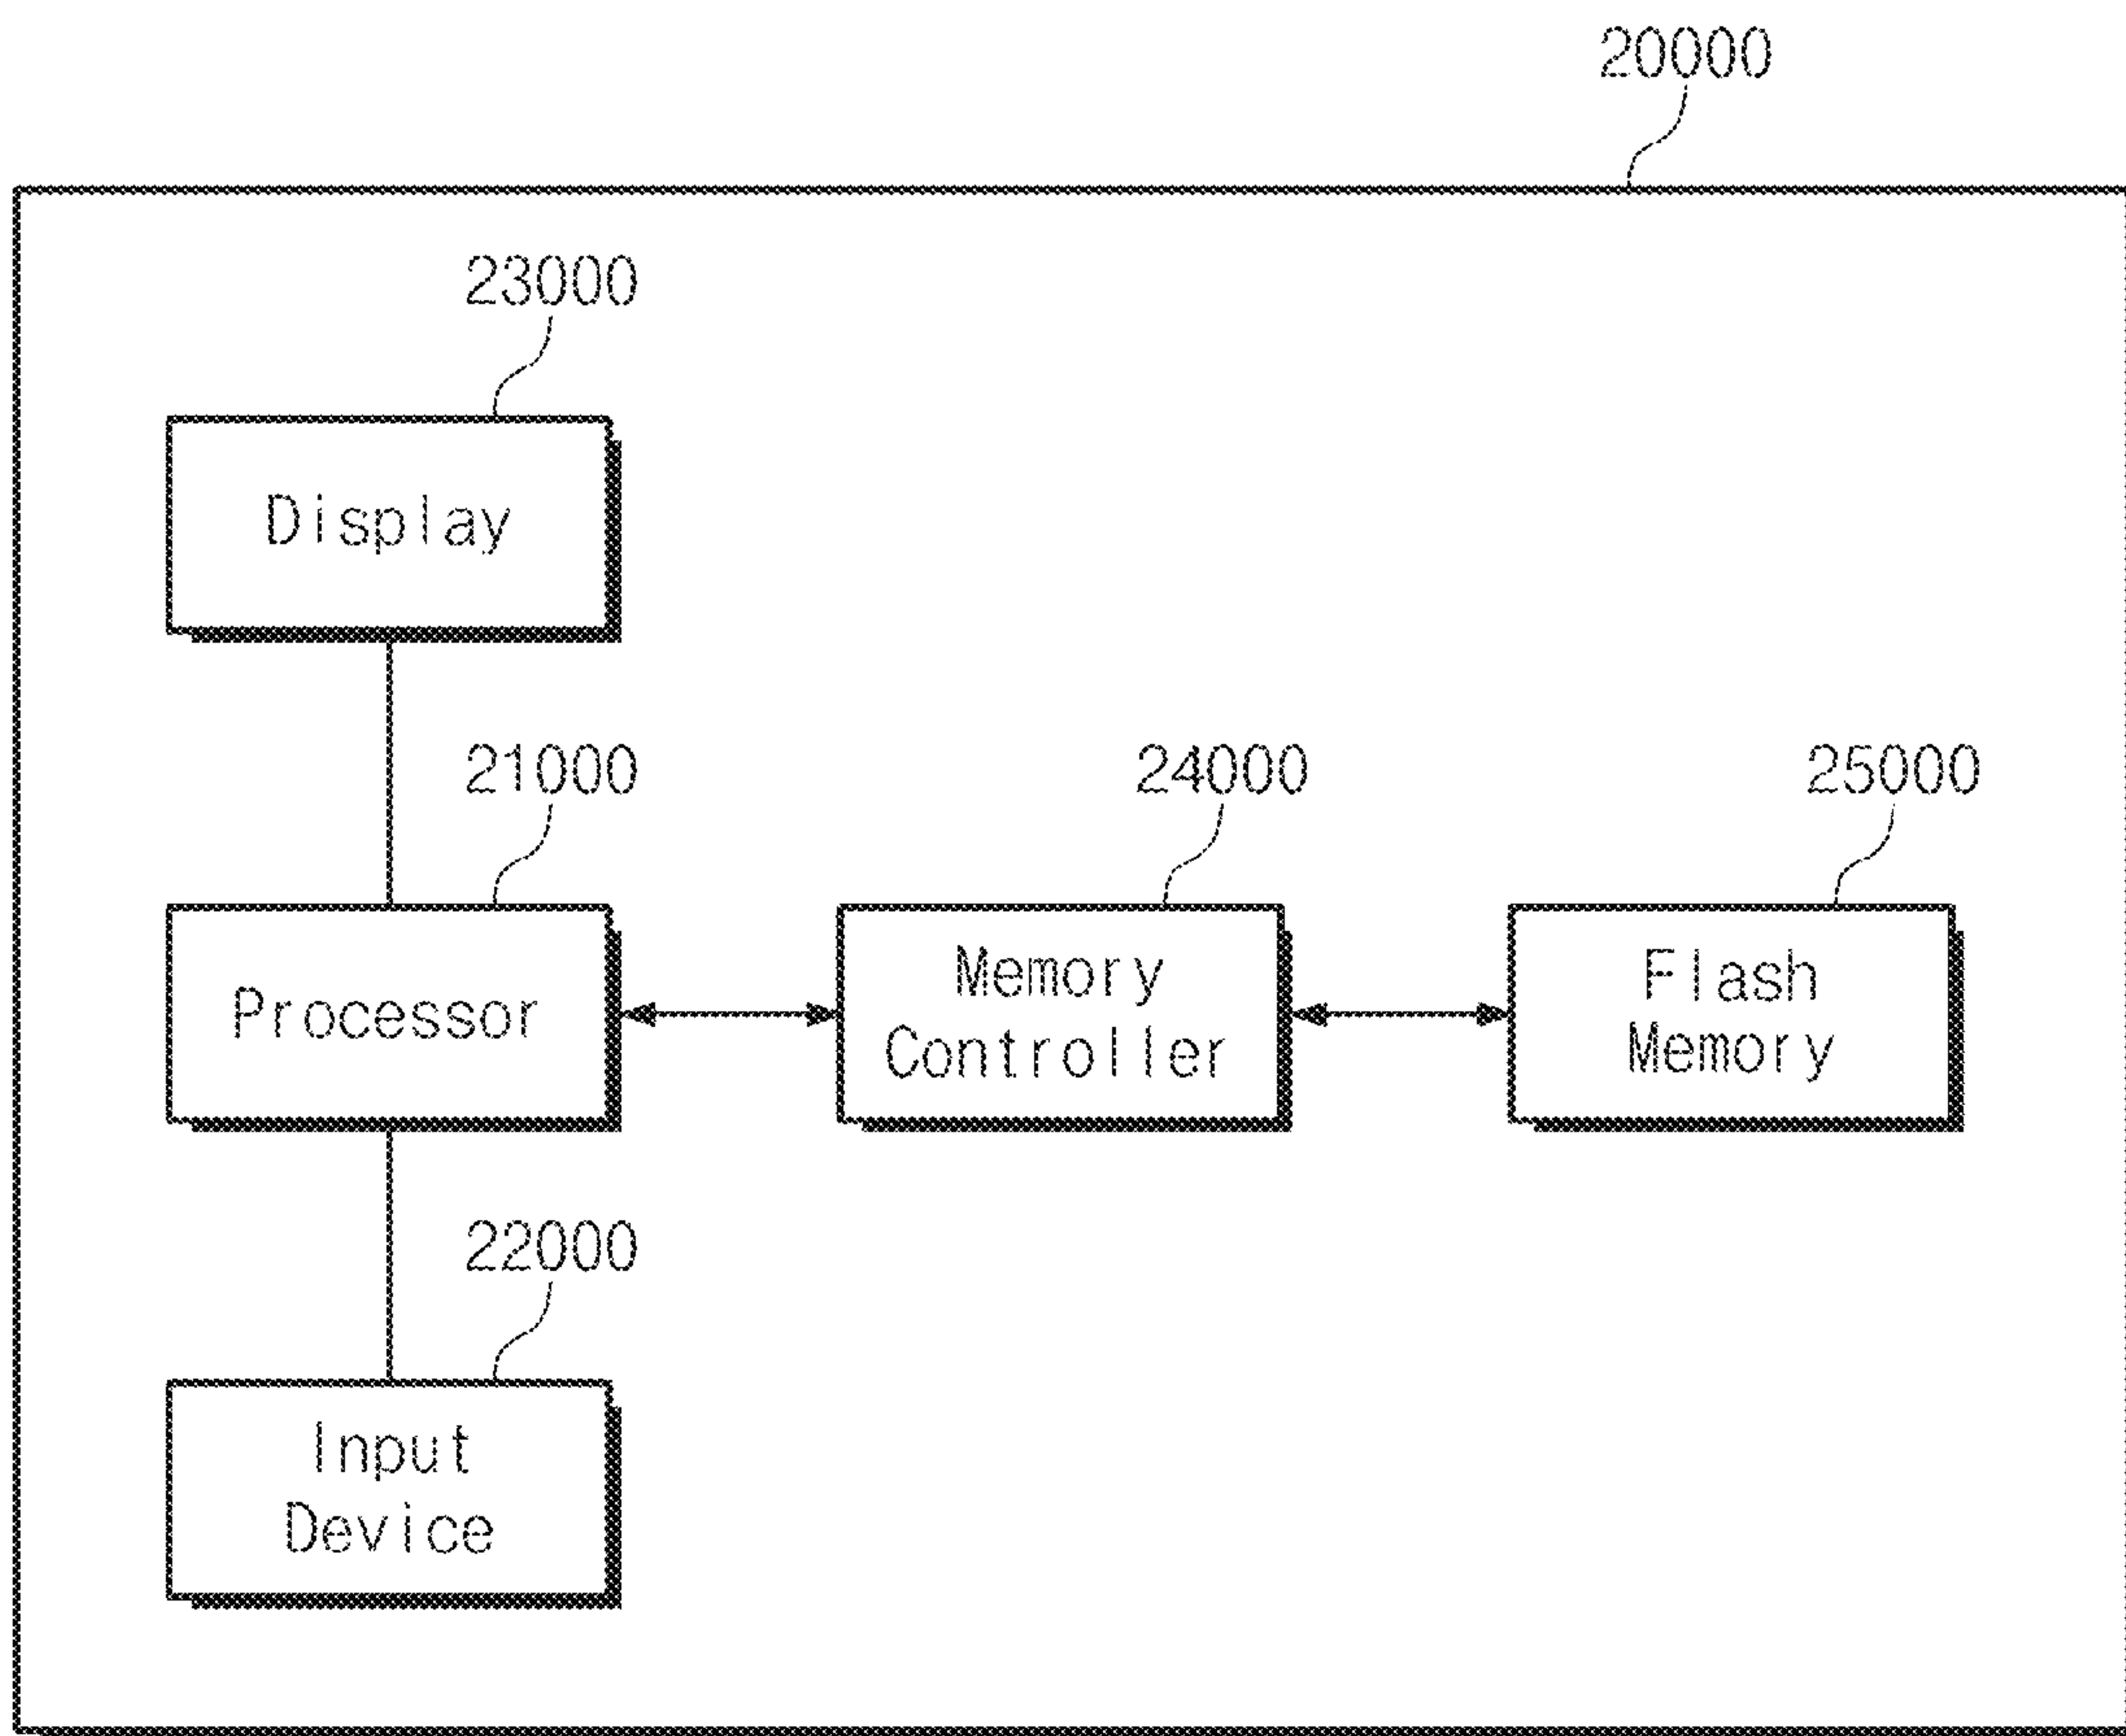 20000
23000
Display
21000
24000
25000
Processor
Memory
Controller
Flash
Memory
22000
Input
Device